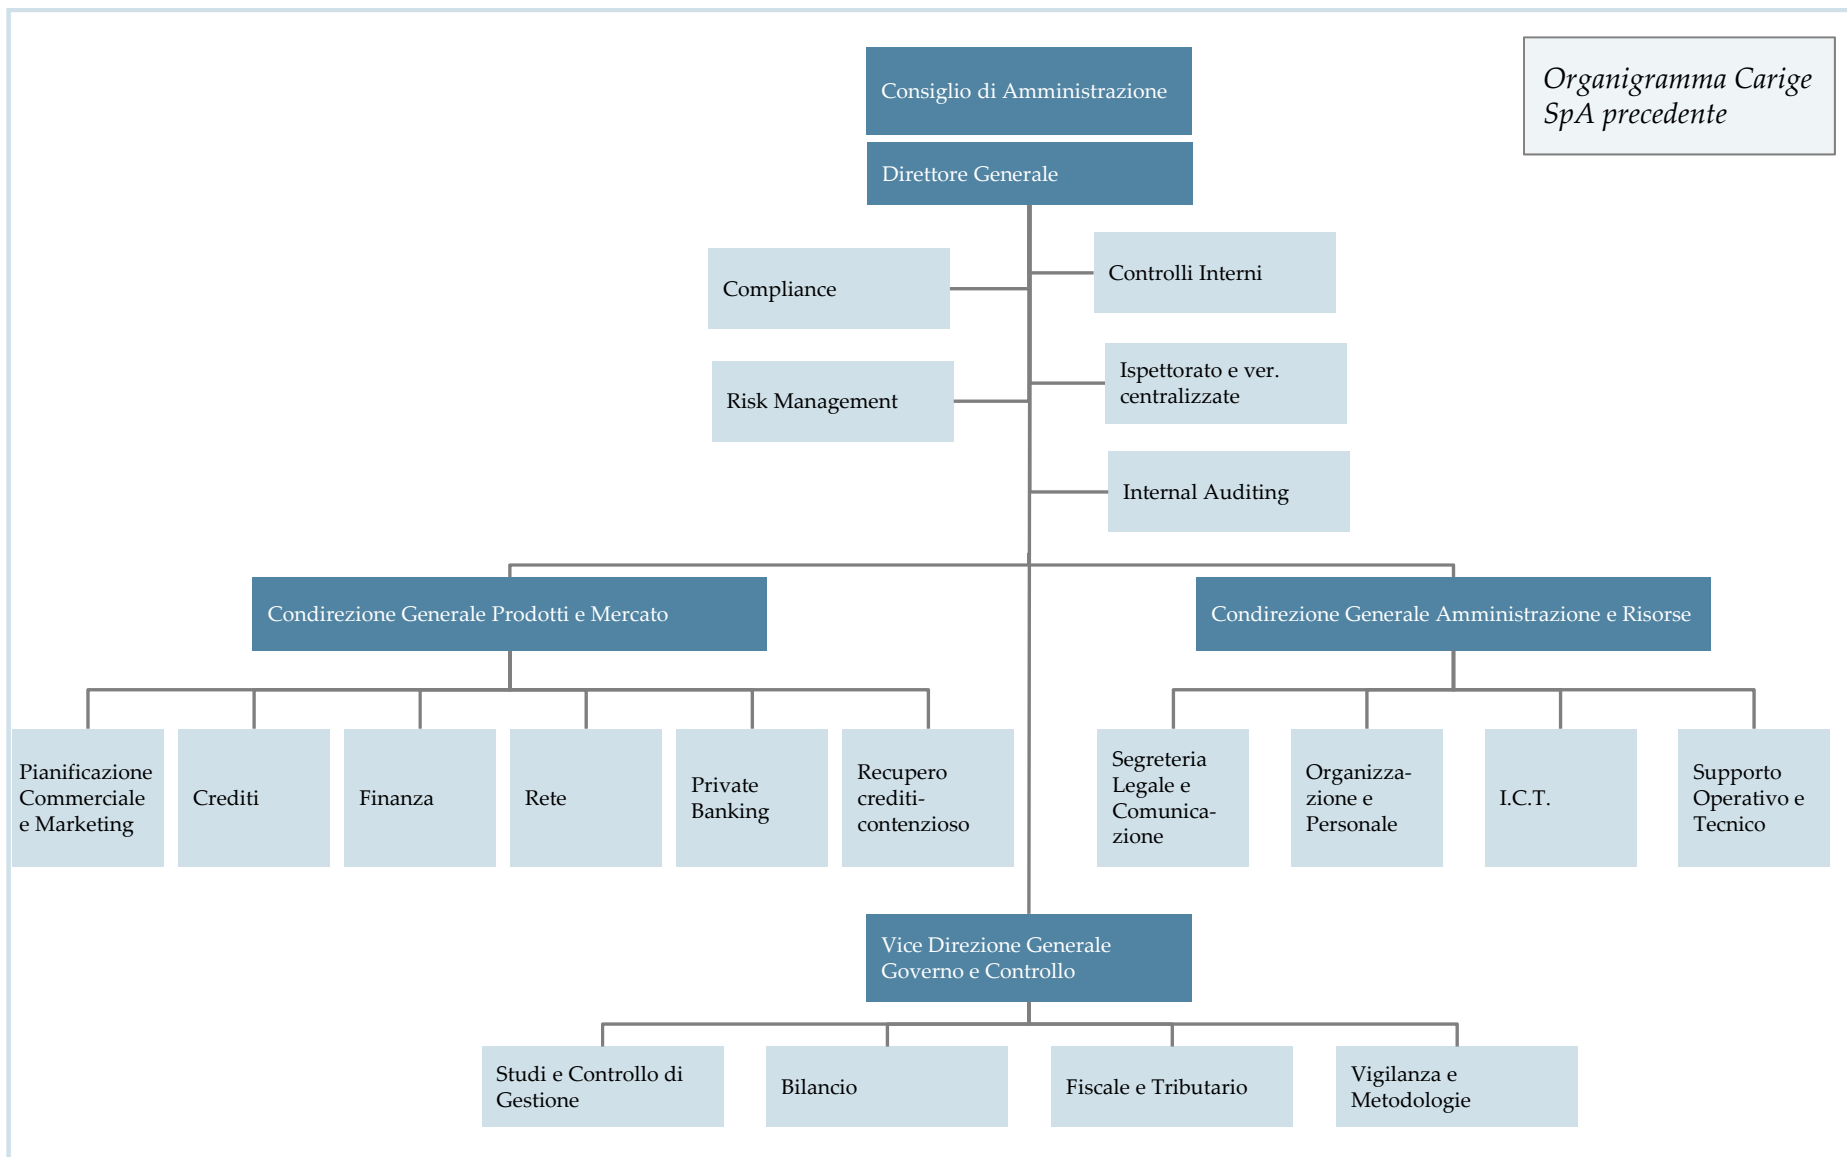 Organigramma Carige
SpA precedente
Consiglio di Amministrazione
Direttore Generale
Compliance
Controlli Interni
Risk Management
Ispettorato e ver.
centralizzate
Internal Auditing
Condirezione Generale Prodotti e Mercato
Condirezione Generale Amministrazione e Risorse
Pianificazione
Commerciale
e Marketing
Crediti
Finanza
Rete
Private
Banking
Recupero
crediti-
contenzioso
Segreteria
Legale e
Comunica-
zione
Organizza-
zione e
Personale
I.C.T.
Supporto
Operativo e
Tecnico
Vice Direzione Generale
Governo e Controllo
Studi e Controllo di
Gestione
Bilancio
Fiscale e Tributario
Vigilanza e
Metodologie